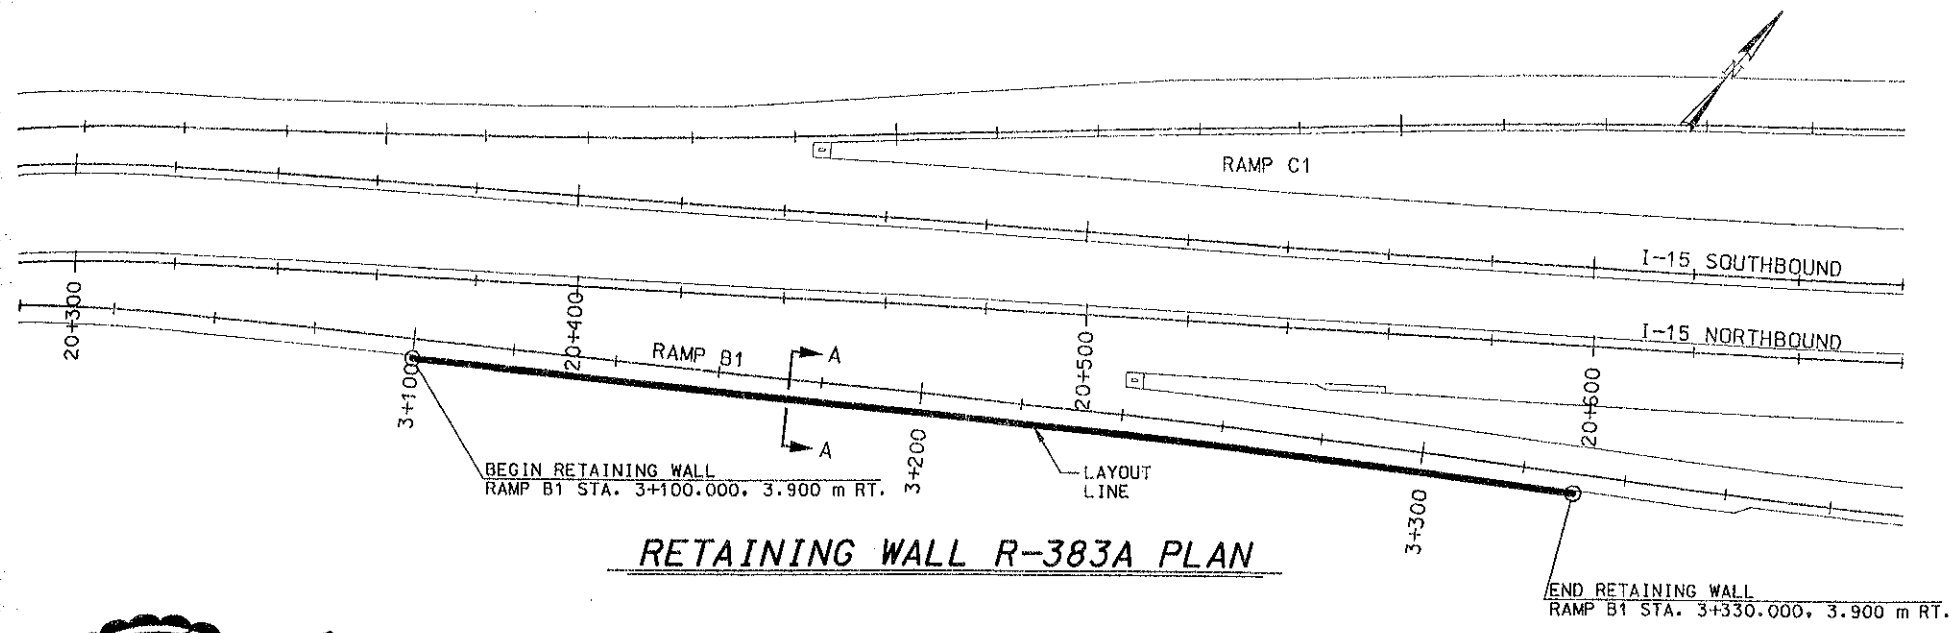 N
RAMP C1
I-15 SOUTHBOUND
I-15 NORTHBOUND
20+300
20+400
20+500
20+600
RAMP B1
A
A
3+100
3+200
3+300
BEGIN RETAINING WALL
RAMP B1 STA. 3+100.000, 3.900 m RT.
LAYOUT
LINE
RETAINING WALL R-383A PLAN
END RETAINING WALL
RAMP B1 STA. 3+330.000, 3.900 m RT.